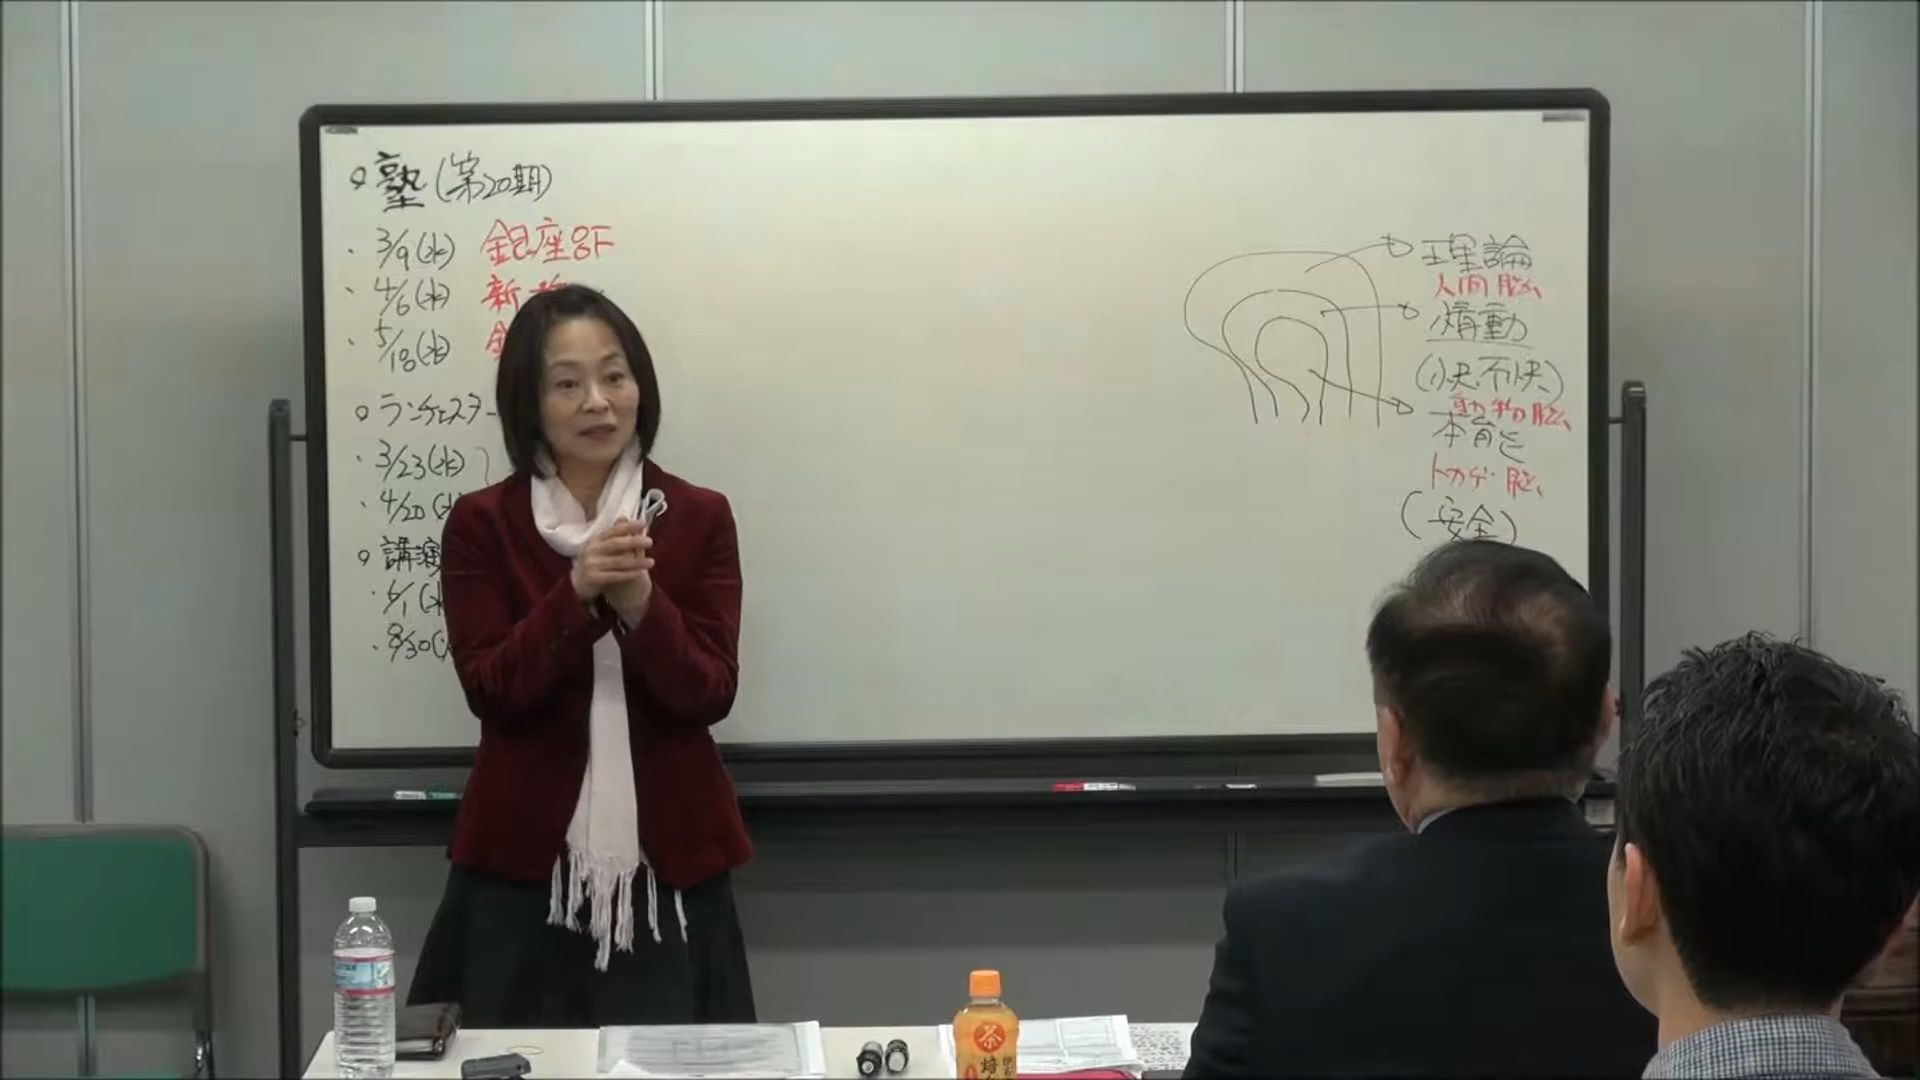 塾(第20期)
・3/9(水) 銀座8F
・4/6(水) 新
・5/18(水)
ランチェスター
・3/23(水)
・4/20(水
講演
・6/1(水
・8/30(
理論
人間脳
情動
(快不快)
動物脳
本能
トカゲ脳
(安全)
茶